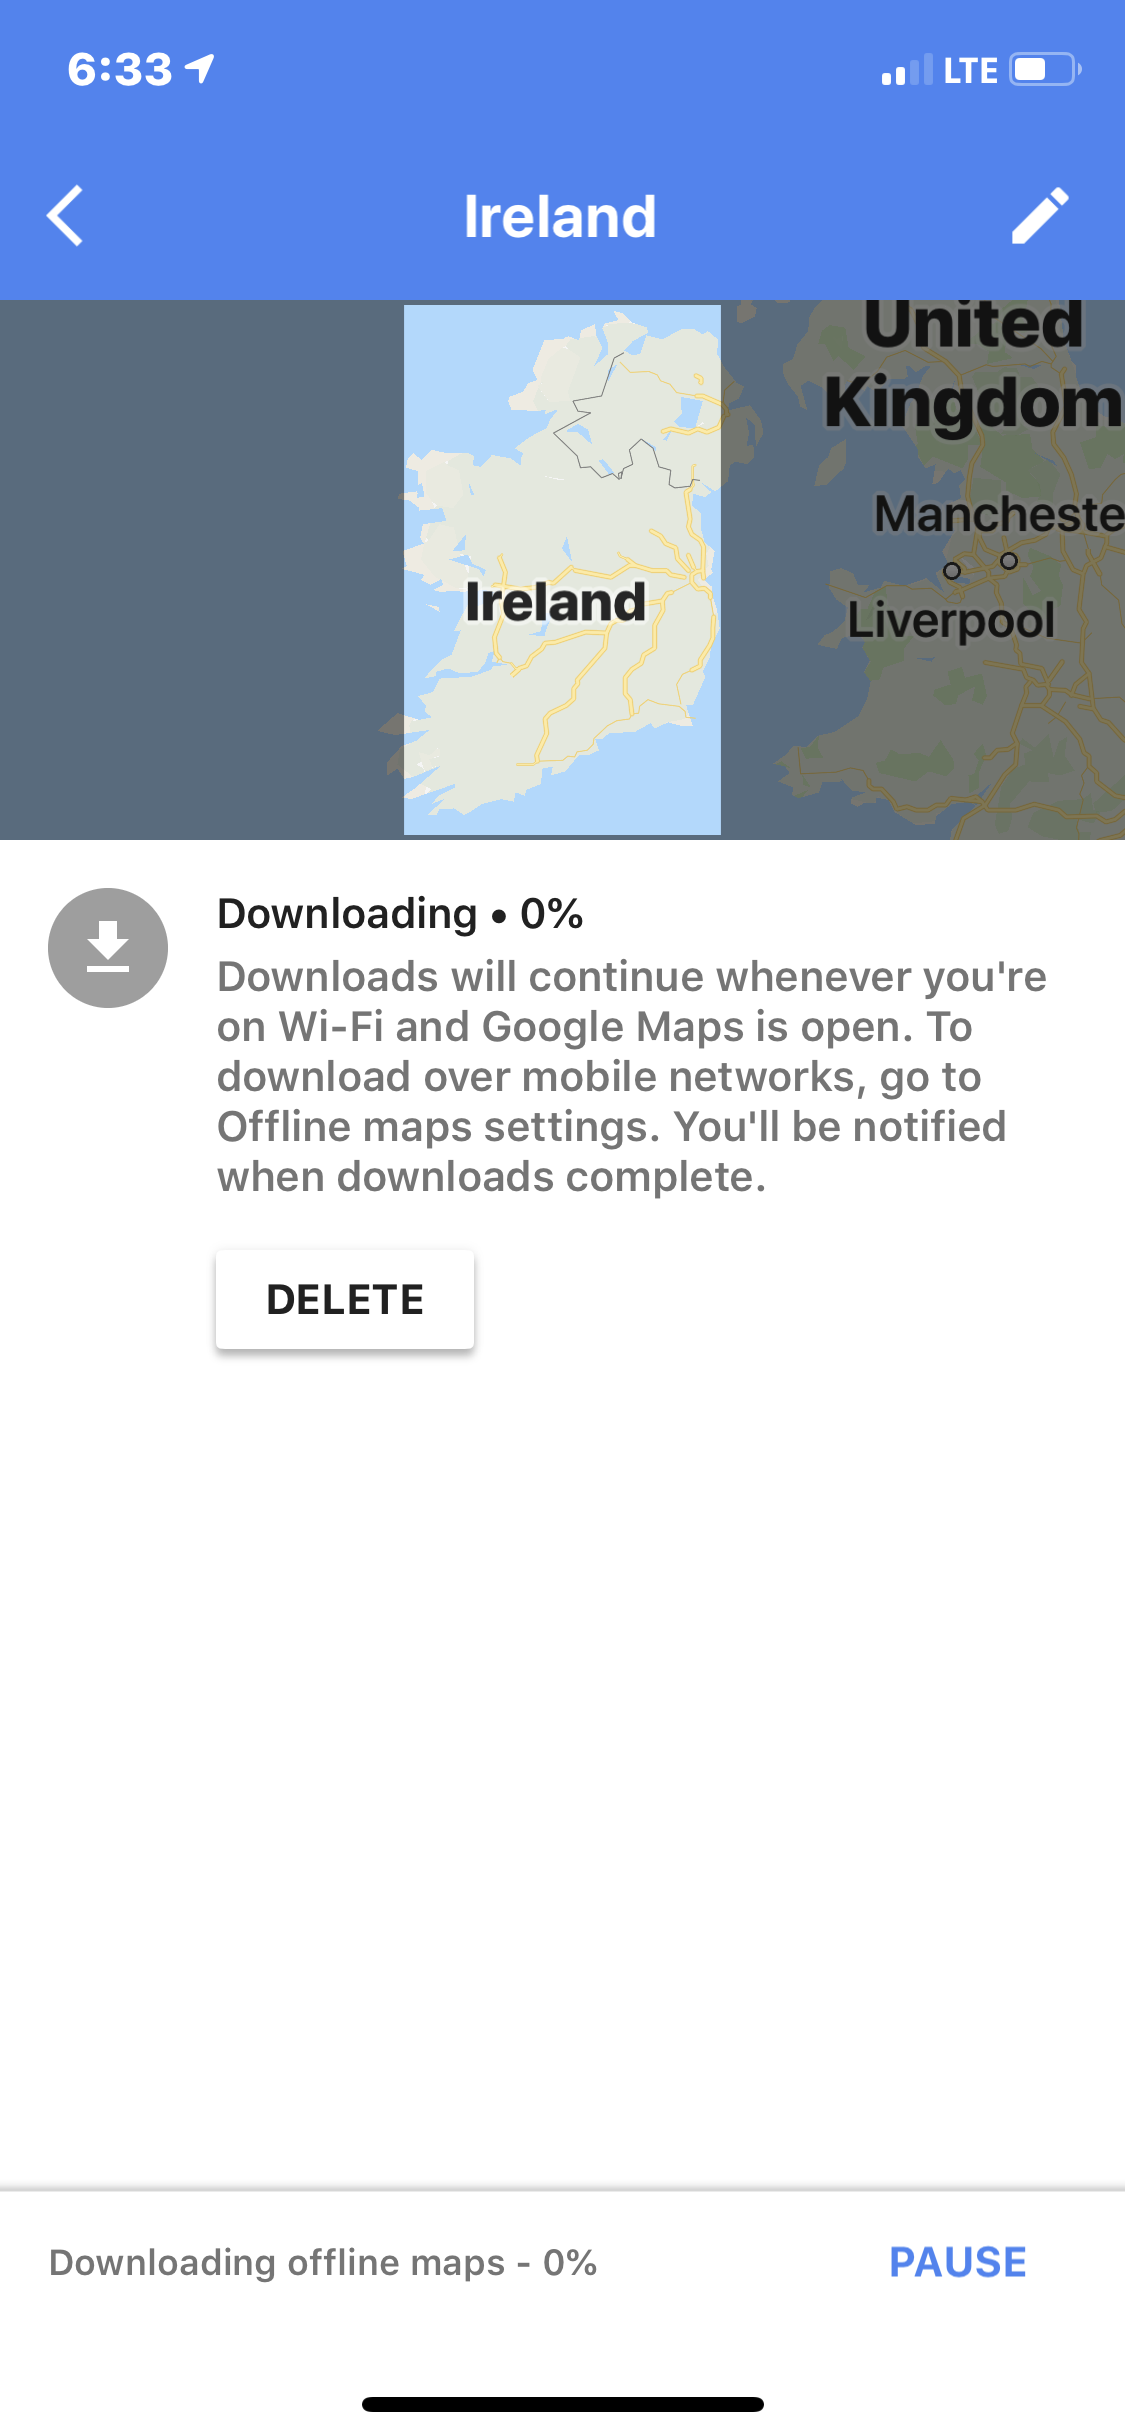 6:33
LTE
Ireland
United
Kingdom
Mancheste
Liverpool
Ireland
Downloading • 0%
Downloads will continue whenever you're
on Wi-Fi and Google Maps is open. To
download over mobile networks, go to
Offline maps settings. You'll be notified
when downloads complete.
DELETE
Downloading offline maps - 0%
PAUSE